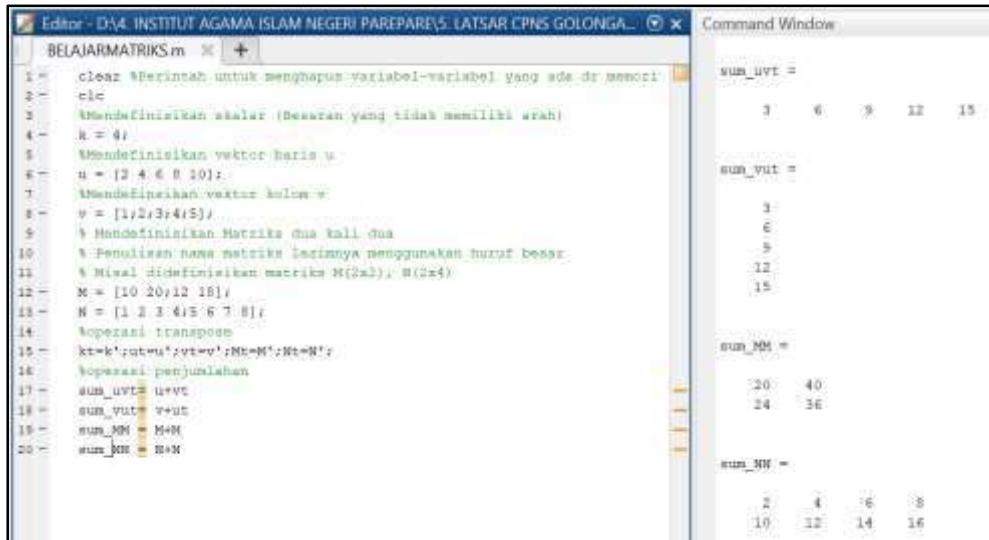 Editor - D:\4. INSTITUT AGAMA ISLAM NEGERI PAREPARE\5. LATSAR CPNS GOLONGA...
BELAJARMATRIKS.m
1 - clear %Perintah untuk menghapus variabel-variabel yang ada dr memori
2 - clc
3 %Mendefinisikan skalar (Besaran yang tidak memiliki arah)
4 - k = 4;
5 %Mendefinisikan vektor baris u
6 - u = [2 4 6 8 10];
7 %Mendefinsikan vektor kolom v
8 - v = [1;2;3;4;5];
9 % Mendefinisikan Matriks dua kali dua
10 % Penulisan nama matriks lazimnya menggunakan huruf besar
11 % Misal didefinisikan matriks M(2x2), N(2x4)
12 - M = [10 20;12 18];
13 - N = [1 2 3 4;5 6 7 8];
14 %operasi transpose
15 - kt=k';ut=u';vt=v';Mt=M';Nt=N';
16 %operasi penjumlahan
17 - sum_uvt= u+vt
18 - sum_vut= v+ut
19 - sum_MM = M+M
20 - sum_NN = N+N
Command Window
sum_uvt =
3 6 9 12 15
sum_vut =
3
6
9
12
15
sum_MM =
20 40
24 36
sum_NN =
2 4 6 8
10 12 14 16